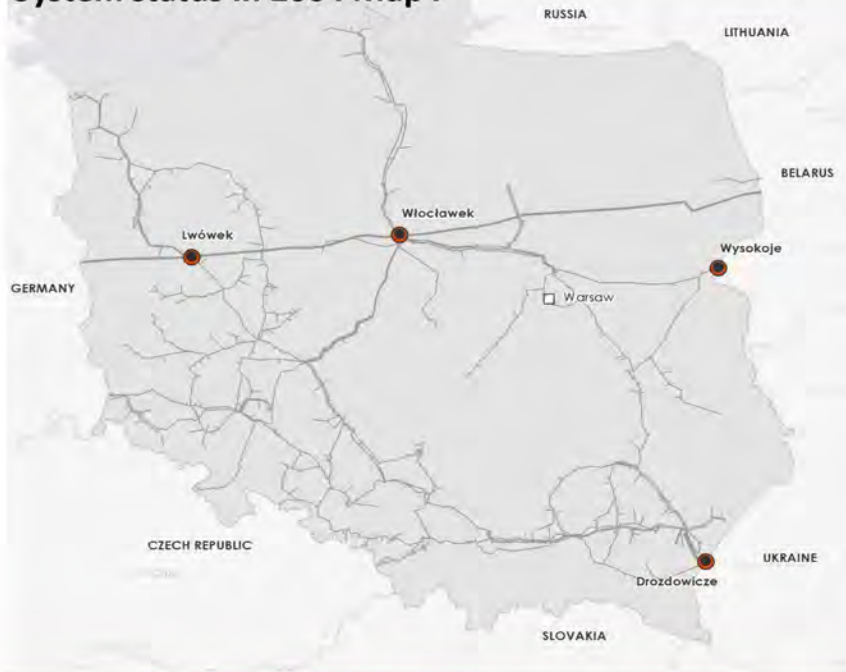 RUSSIA
LITHUANIA
BELARUS
Włocławek
Lwówek
Wysokoje
GERMANY
Warsaw
CZECH REPUBLIC
UKRAINE
Drozdowicze
SLOVAKIA